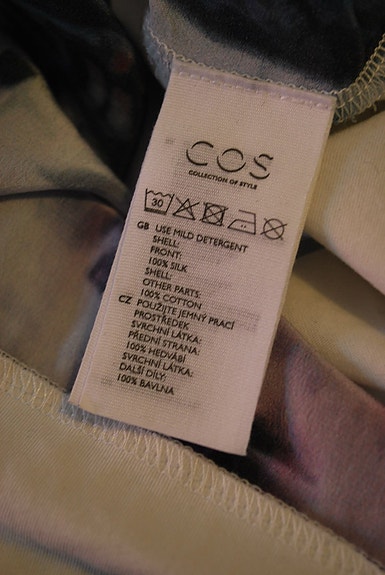 COS
COLLECTION OF STYLE
30
GB USE MILD DETERGENT
SHELL:
FRONT:
100% SILK
SHELL:
OTHER PARTS:
100% COTTON
CZ POUŽIJTE JEMNÝ PRACÍ
PROSTŘEDEK
SVRCHNÍ LÁTKA:
PŘEDNÍ STRANA:
100% HEDVÁBÍ
SVRCHNÍ LÁTKA:
DALŠÍ DÍLY:
100% BAVLNA